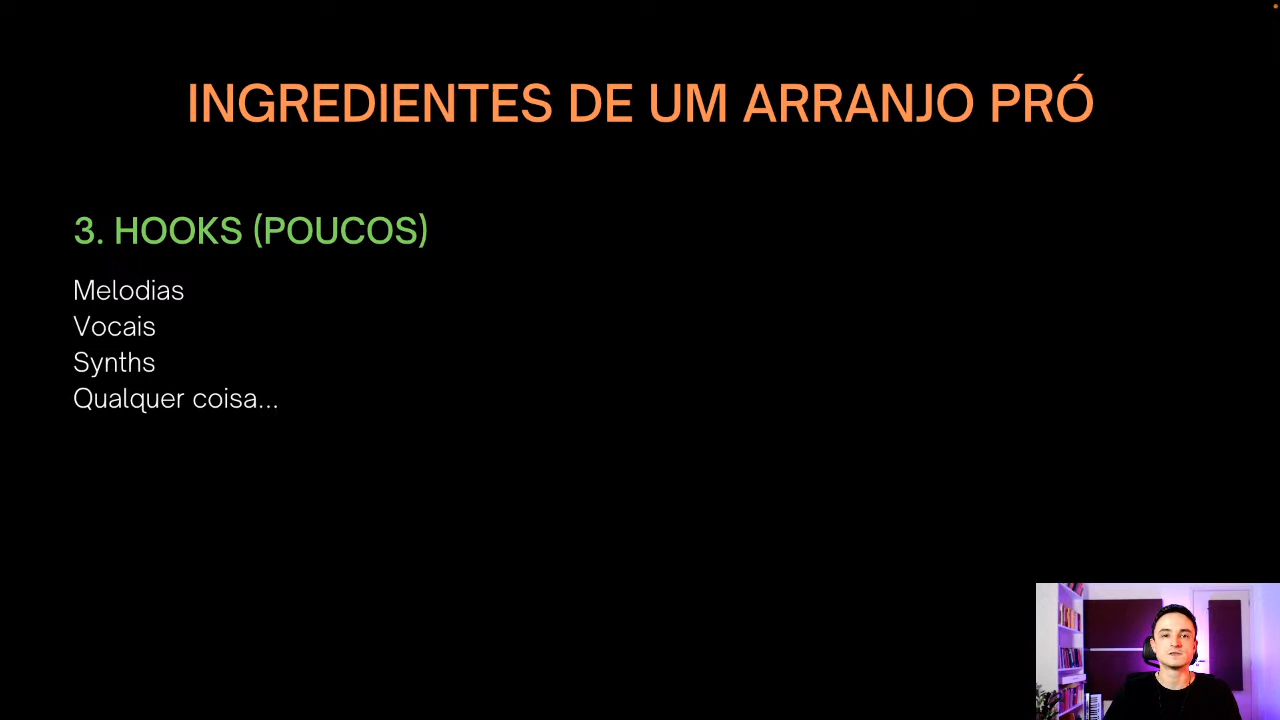 INGREDIENTES DE UM ARRANJO PRÓ
3. HOOKS (POUCOS)
Melodias
Vocais
Synths
Qualquer coisa...